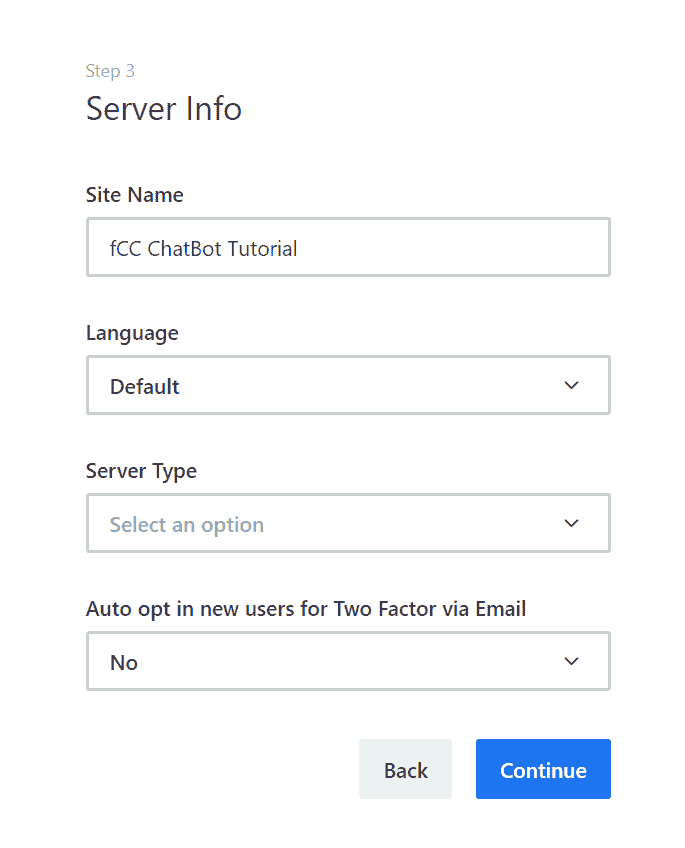 Step 3
Server Info
Site Name
fCC ChatBot Tutorial
Language
Default
Server Type
Select an option
Auto opt in new users for Two Factor via Email
No
Back Continue